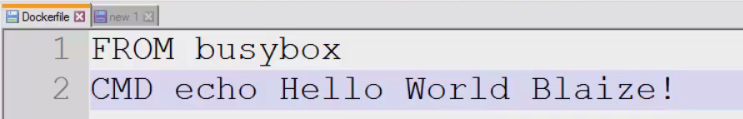 Dockerfile new 1
1 FROM busybox
2 CMD echo Hello World Blaize!